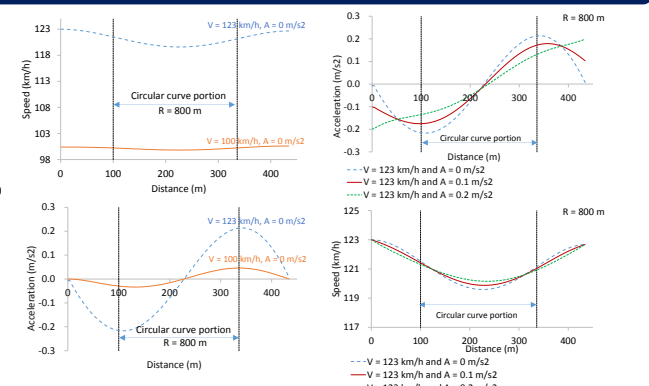 123
118
113
108
103
98
Speed (km/h)
V = 123 km/h, A = 0 m/s2
Circular curve portion
R = 800 m
V = 100 km/h, A = 0 m/s2
0
100
200
300
400
Distance (m)
0.3
0.2
0.1
0.0
-0.1
-0.2
-0.3
Acceleration (m/s2)
R = 800 m
0
100
200
300
400
Circular curve portion
Distance (m)
V = 123 km/h and A = 0 m/s2
V = 123 km/h and A = 0.1 m/s2
V = 123 km/h and A = 0.2 m/s2
0.3
0.2
0.1
0.0
-0.1
-0.2
-0.3
Acceleration (m/s2)
V = 123 km/h, A = 0 m/s2
V = 100 km/h, A = 0 m/s2
0
100
200
300
400
Circular curve portion
R = 800 m
Distance (m)
125
123
121
119
117
Speed (km/h)
R = 800 m
Circular curve portion
0
100
200
300
400
Distance (m)
V = 123 km/h and A = 0 m/s2
V = 123 km/h and A = 0.1 m/s2